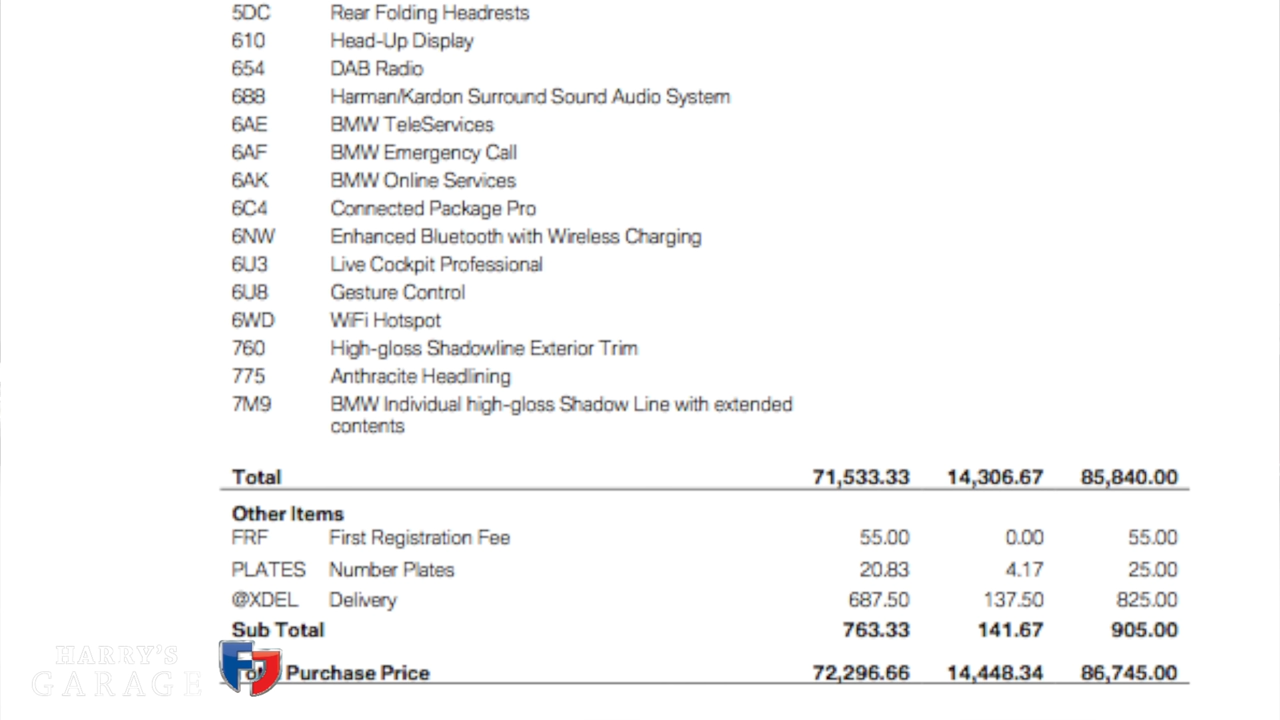 5DC Rear Folding Headrests
610 Head-Up Display
654 DAB Radio
688 Harman/Kardon Surround Sound Audio System
6AE BMW TeleServices
6AF BMW Emergency Call
6AK BMW Online Services
6C4 Connected Package Pro
6NW Enhanced Bluetooth with Wireless Charging
6U3 Live Cockpit Professional
6U8 Gesture Control
6WD WiFi Hotspot
760 High-gloss Shadowline Exterior Trim
775 Anthracite Headlining
7M9 BMW Individual high-gloss Shadow Line with extended
contents
Total 71,533.33 14,306.67 85,840.00
Other Items
FRF First Registration Fee 55.00 0.00 55.00
PLATES Number Plates 20.83 4.17 25.00
@XDEL Delivery 687.50 137.50 825.00
Sub Total 763.33 141.67 905.00
Purchase Price 72,296.66 14,448.34 86,745.00
HARRY'S
GARAGE